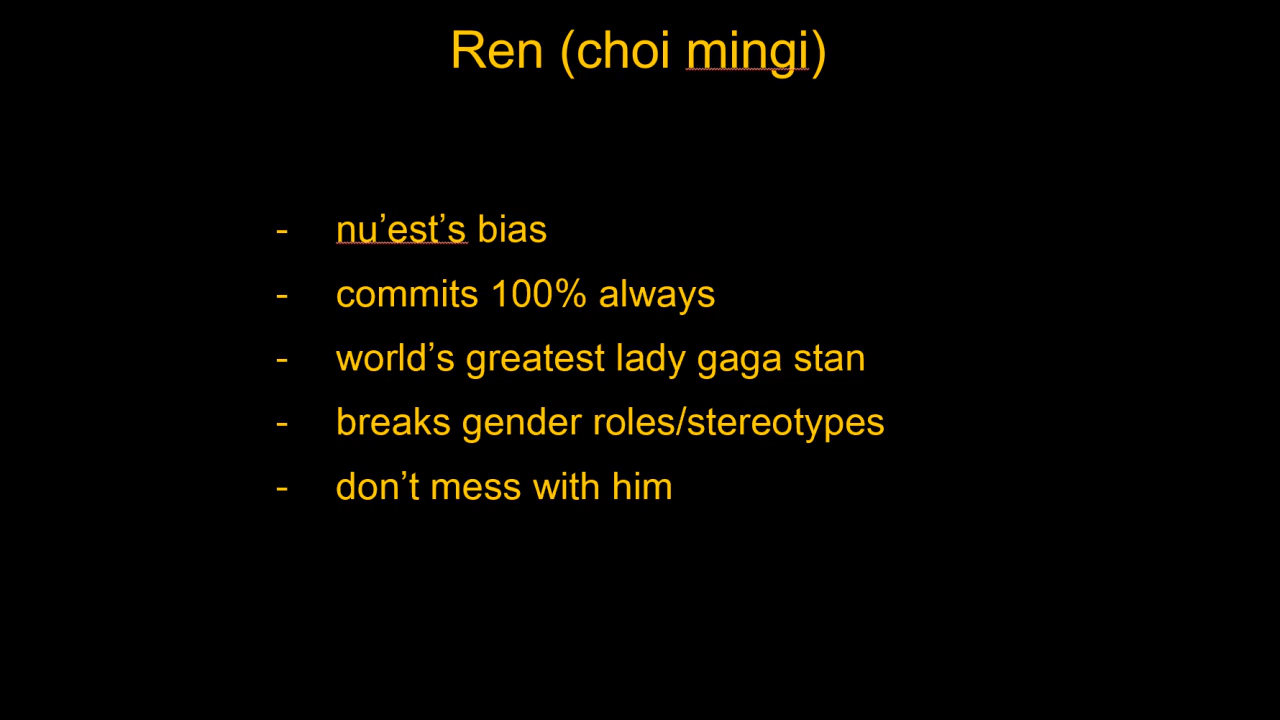 Ren (choi mingi)
- nu’est’s bias
- commits 100% always
- world’s greatest lady gaga stan
- breaks gender roles/stereotypes
- don’t mess with him